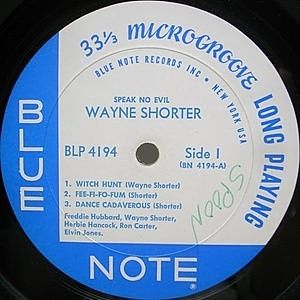 33⅓ MICROGROOVE LONG PLAYING
BLUE NOTE RECORDS INC • NEW YORK USA
SPEAK NO EVIL
WAYNE SHORTER
BLP 4194
Side 1
(BN 4194-A)
1. WITCH HUNT (Wayne Shorter)
2. FEE-FI-FO-FUM (Shorter)
3. DANCE CADAVEROUS (Shorter)
Freddie Hubbard, Wayne Shorter,
Herbie Hancock, Ron Carter,
Elvin Jones.
BLUE
NOTE ®